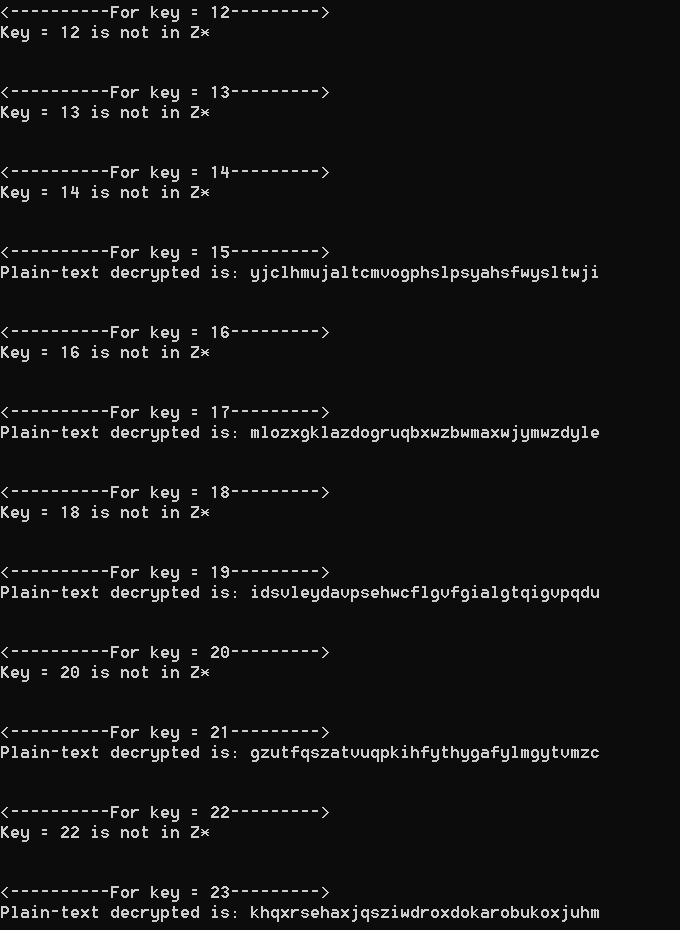 <----------For key = 12--------->
Key = 12 is not in Z*
<----------For key = 13--------->
Key = 13 is not in Z*
<----------For key = 14--------->
Key = 14 is not in Z*
<----------For key = 15--------->
Plain-text decrypted is: yjclhmujaltcmvogphslpsyahsfwysltwji
<----------For key = 16--------->
Key = 16 is not in Z*
<----------For key = 17--------->
Plain-text decrypted is: mlozxgklazdogruqbxwzbwmaxwjymwzdyle
<----------For key = 18--------->
Key = 18 is not in Z*
<----------For key = 19--------->
Plain-text decrypted is: idsvleydavpsehwcflgvfgialgtqigvpqdu
<----------For key = 20--------->
Key = 20 is not in Z*
<----------For key = 21--------->
Plain-text decrypted is: gzutfqszatvuqpkihfythygafylmgytvmzc
<----------For key = 22--------->
Key = 22 is not in Z*
<----------For key = 23--------->
Plain-text decrypted is: khqxrsehaxjqsziwdroxdokarobukoxjuhm